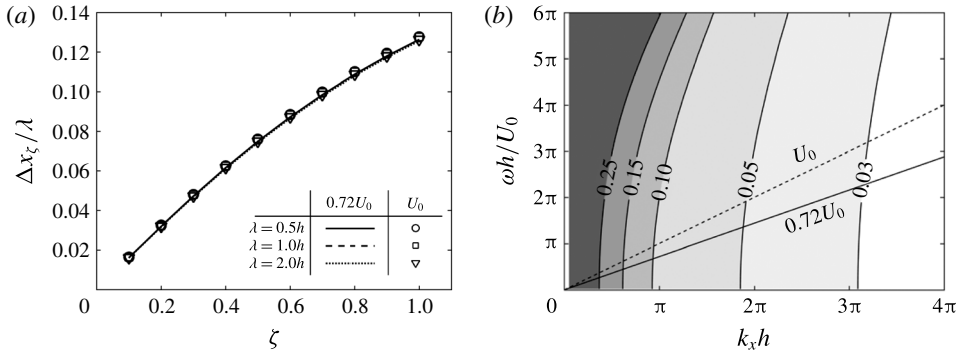 (a)
0.14
0.12
0.10
0.08
0.06
0.04
0.02
0 0.2 0.4 0.6 0.8 1.0
Δxζ/λ
ζ
0.72U₀ U₀
λ = 0.5h
λ = 1.0h
λ = 2.0h
(b)
6π
5π
4π
3π
2π
π
0 π 2π 3π 4π
ωh/U₀
kₓh
0.25
0.15
0.10
0.05
0.03
U₀
0.72U₀